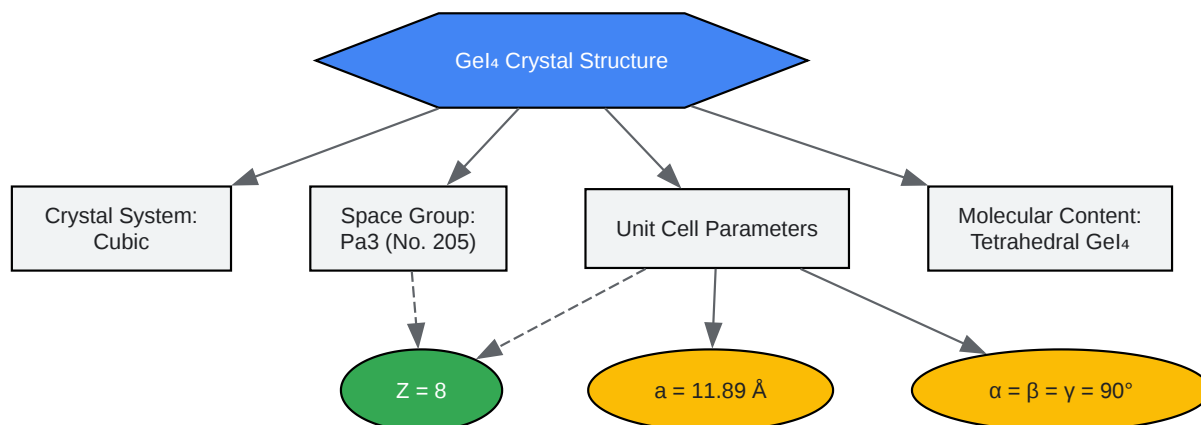 GeI₄ Crystal Structure
Crystal System:
Cubic
Space Group:
Pa3 (No. 205)
Unit Cell Parameters
Molecular Content:
Tetrahedral GeI₄
Z = 8
a = 11.89 Å
α = β = γ = 90°